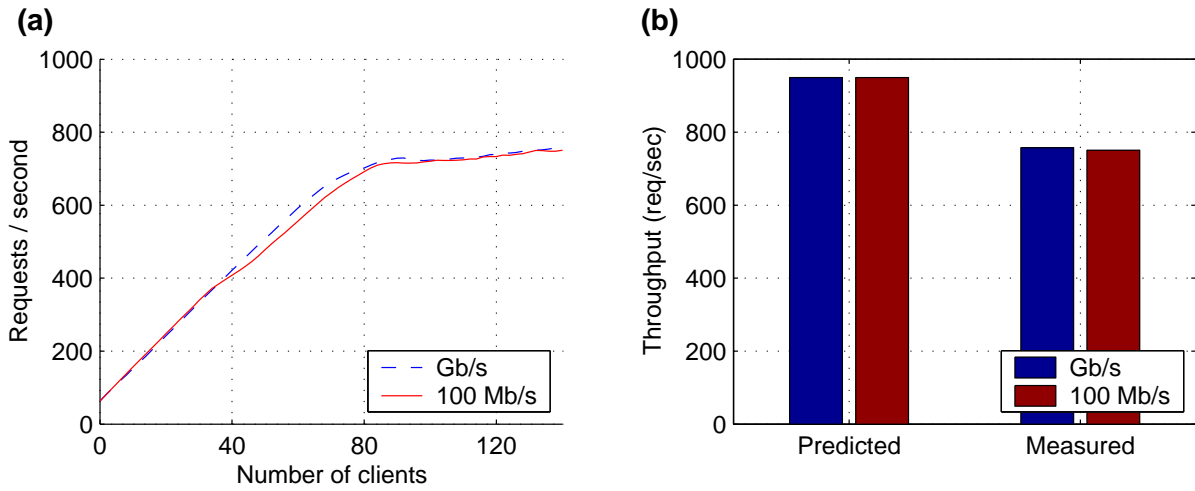 (a)
1000
800
600
400
200
0
Requests / second
0 40 80 120
Number of clients
Gb/s
100 Mb/s
(b)
1000
800
600
400
200
0
Throughput (req/sec)
Predicted Measured
Gb/s
100 Mb/s